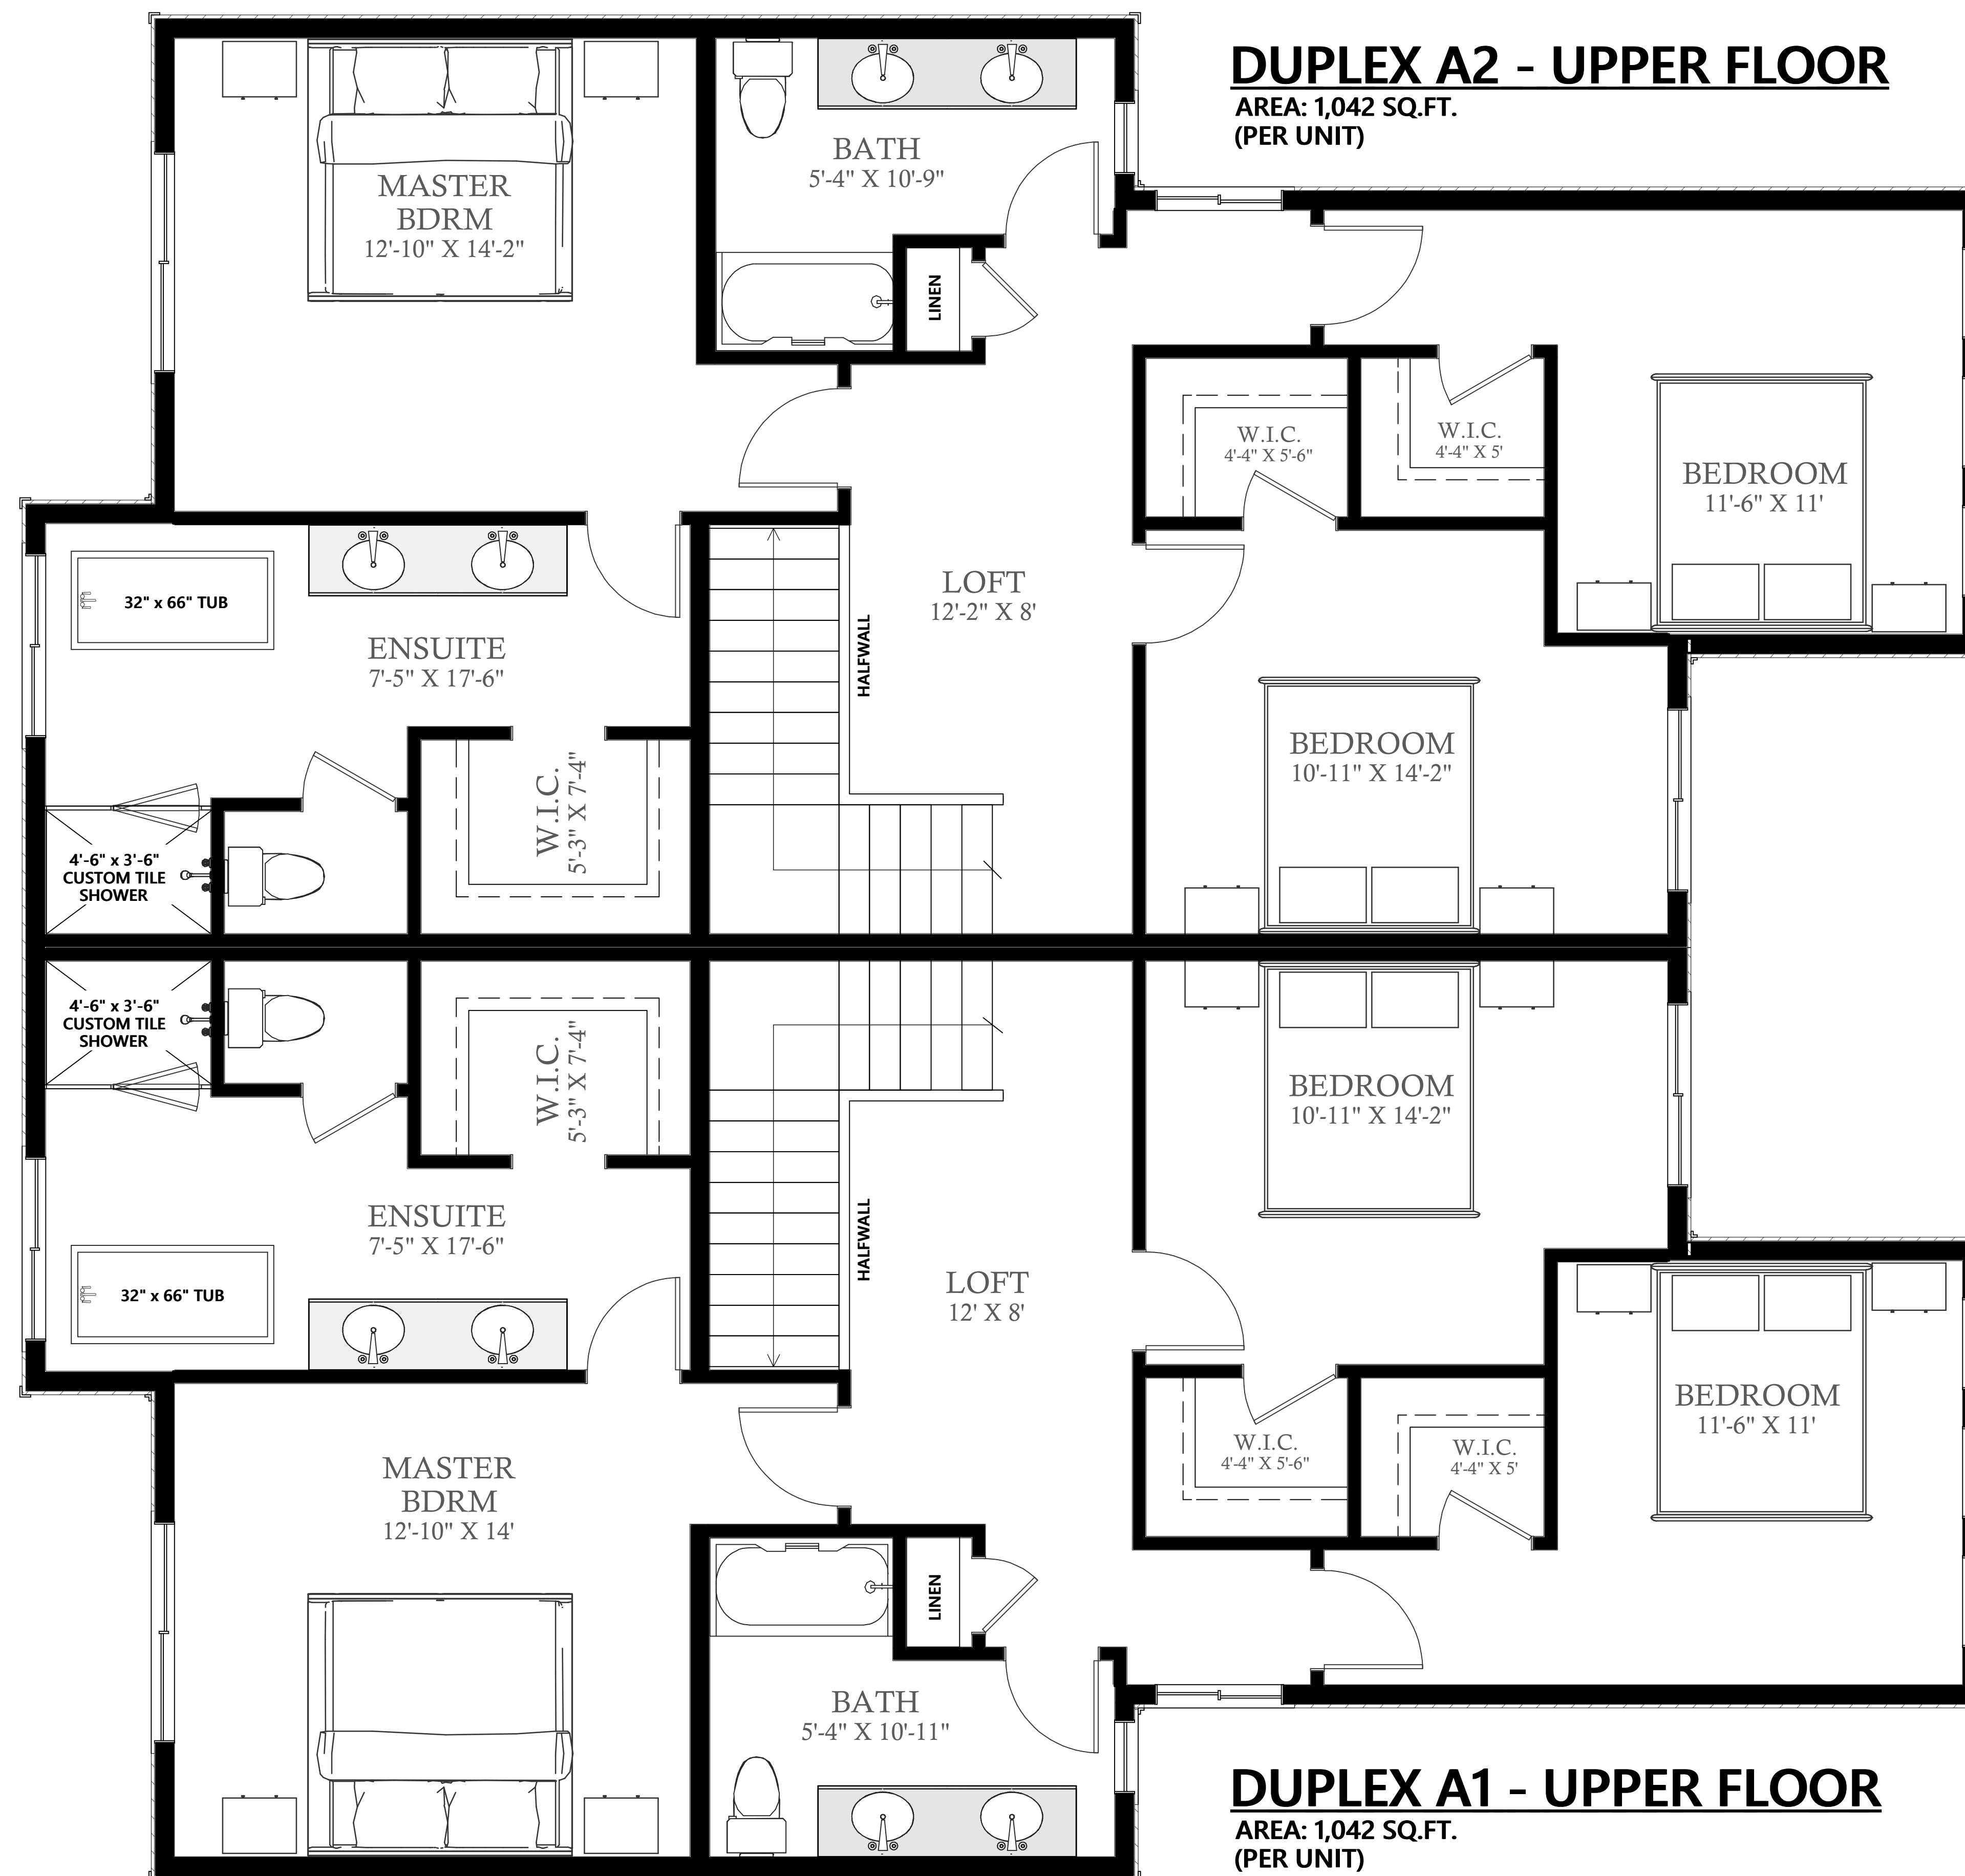 DUPLEX A2 - UPPER FLOOR
AREA: 1,042 SQ.FT.
(PER UNIT)
BATH
5'-4" X 10'-9"
MASTER
BDRM
12'-10" X 14'-2"
LINEN
W.I.C.
4'-4" X 5'-6"
W.I.C.
4'-4" X 5'
BEDROOM
11'-6" X 11'
LOFT
12'-2" X 8'
32" x 66" TUB
ENSUITE
7'-5" X 17'-6"
HALFWALL
BEDROOM
10'-11" X 14'-2"
W.I.C.
5'-3" X 7'-4"
4'-6" x 3'-6"
CUSTOM TILE
SHOWER
4'-6" x 3'-6"
CUSTOM TILE
SHOWER
W.I.C.
5'-3" X 7'-4"
BEDROOM
10'-11" X 14'-2"
ENSUITE
7'-5" X 17'-6"
HALFWALL
32" x 66" TUB
LOFT
12' X 8'
BEDROOM
11'-6" X 11'
W.I.C.
4'-4" X 5'-6"
W.I.C.
4'-4" X 5'
MASTER
BDRM
12'-10" X 14'
LINEN
BATH
5'-4" X 10'-11"
DUPLEX A1 - UPPER FLOOR
AREA: 1,042 SQ.FT.
(PER UNIT)